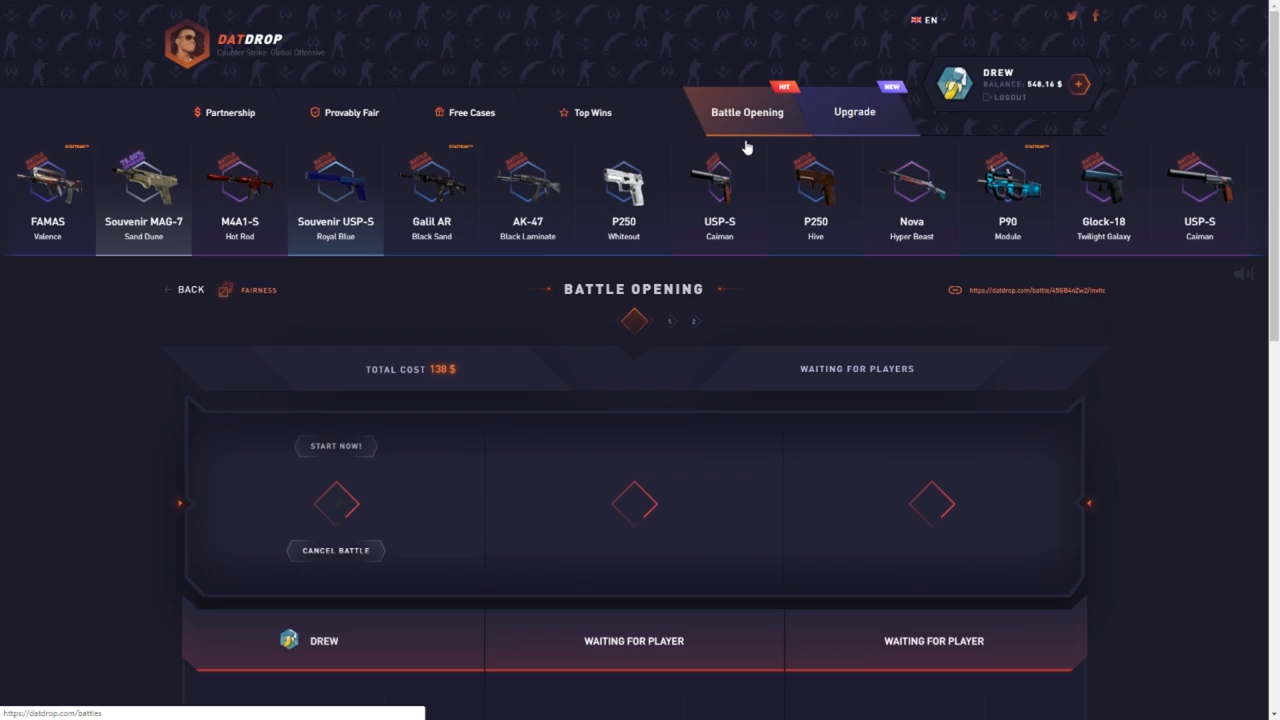 EN
DATDROP
Counter Strike: Global Offensive
DREW
BALANCE: 548.16 $
LOGOUT
HIT
NEW
Partnership
Provably Fair
Free Cases
Top Wins
Battle Opening
Upgrade
FAMAS
Valence
Souvenir MAG-7
Sand Dune
M4A1-S
Hot Rod
Souvenir USP-S
Royal Blue
Galil AR
Black Sand
AK-47
Black Laminate
P250
Whiteout
USP-S
Caiman
P250
Hive
Nova
Hyper Beast
P90
Module
Glock-18
Twilight Galaxy
USP-S
Caiman
BACK
FAIRNESS
BATTLE OPENING
1
2
TOTAL COST 138 $
WAITING FOR PLAYERS
START NOW!
CANCEL BATTLE
DREW
WAITING FOR PLAYER
WAITING FOR PLAYER
https://datdrop.com/battles